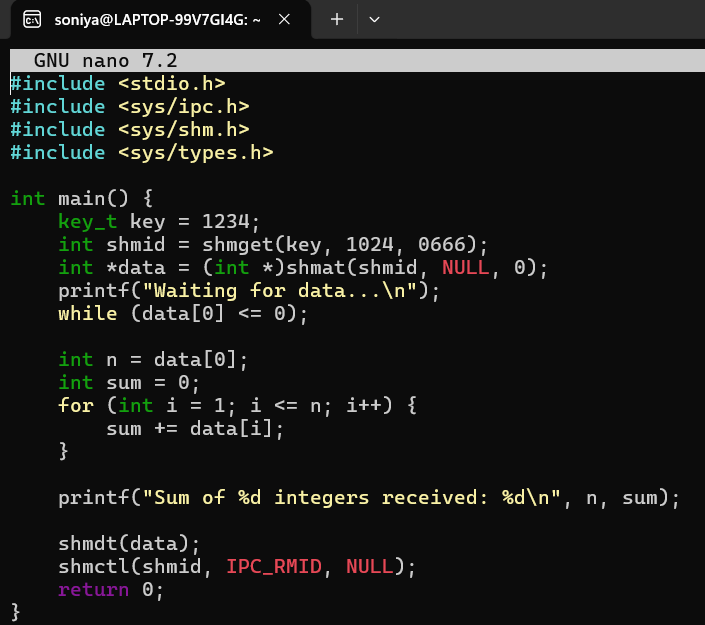 soniya@LAPTOP-99V7GI4G: ~
GNU nano 7.2
#include <stdio.h>
#include <sys/ipc.h>
#include <sys/shm.h>
#include <sys/types.h>

int main() {
    key_t key = 1234;
    int shmid = shmget(key, 1024, 0666);
    int *data = (int *)shmat(shmid, NULL, 0);
    printf("Waiting for data...\n");
    while (data[0] <= 0);

    int n = data[0];
    int sum = 0;
    for (int i = 1; i <= n; i++) {
        sum += data[i];
    }

    printf("Sum of %d integers received: %d\n", n, sum);

    shmdt(data);
    shmctl(shmid, IPC_RMID, NULL);
    return 0;
}